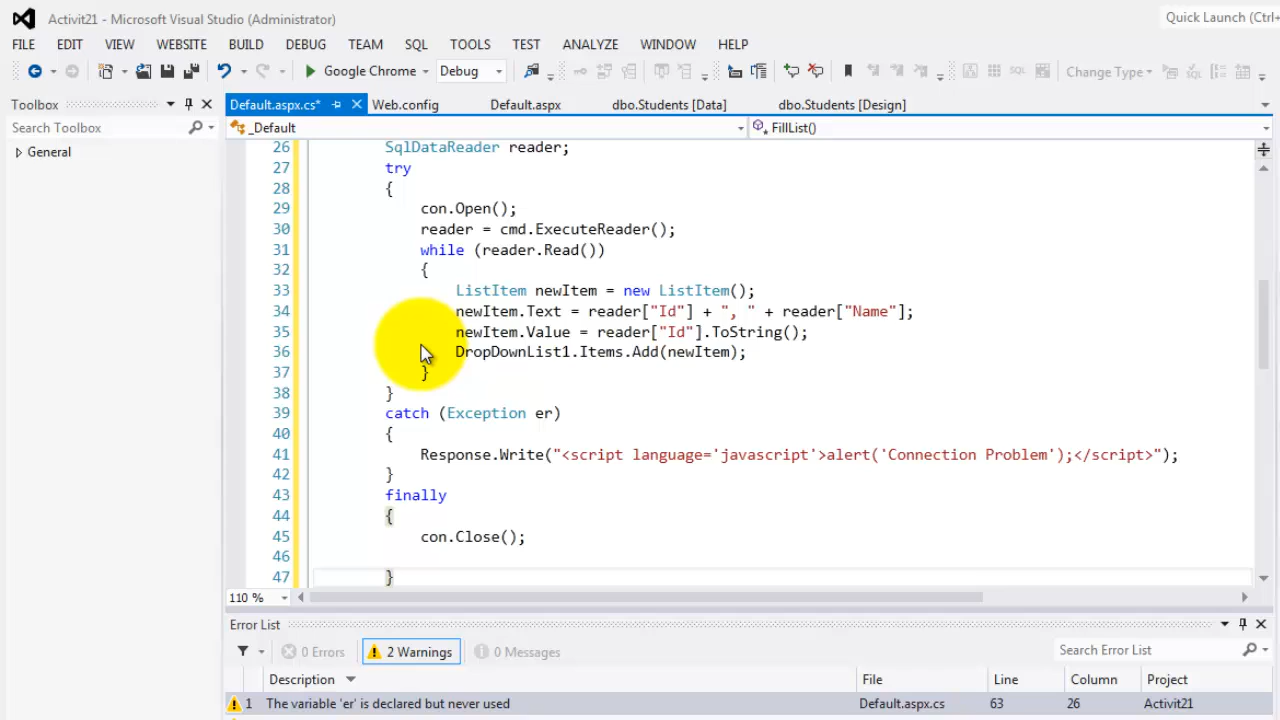 Activit21 - Microsoft Visual Studio (Administrator)
Quick Launch (Ctrl+
FILE EDIT VIEW WEBSITE BUILD DEBUG TEAM SQL TOOLS TEST ANALYZE WINDOW HELP
Google Chrome Debug Change Type
Toolbox
Default.aspx.cs* Web.config Default.aspx dbo.Students [Data] dbo.Students [Design]
Search Toolbox
_Default FillList()
General
26 SqlDataReader reader;
27 try
28 {
29 con.Open();
30 reader = cmd.ExecuteReader();
31 while (reader.Read())
32 {
33 ListItem newItem = new ListItem();
34 newItem.Text = reader["Id"] + ", " + reader["Name"];
35 newItem.Value = reader["Id"].ToString();
36 DropDownList1.Items.Add(newItem);
37 }
38 }
39 catch (Exception er)
40 {
41 Response.Write("<script language='javascript'>alert('Connection Problem');</script>");
42 }
43 finally
44 {
45 con.Close();
46
47 }
110 %
Error List
0 Errors 2 Warnings 0 Messages Search Error List
Description File Line Column Project
1 The variable 'er' is declared but never used Default.aspx.cs 63 26 Activit21